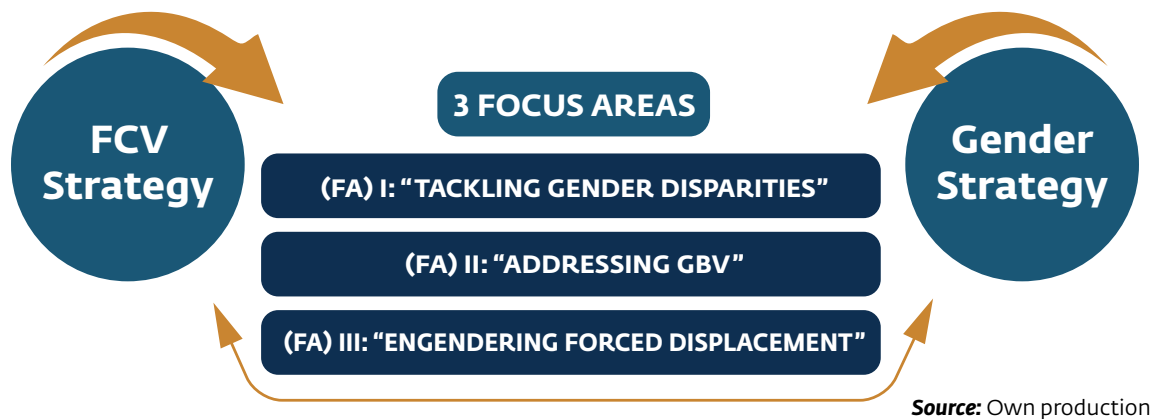 FCV
Strategy
3 FOCUS AREAS
(FA) I: “TACKLING GENDER DISPARITIES”
(FA) II: “ADDRESSING GBV”
(FA) III: “ENGENDERING FORCED DISPLACEMENT”
Gender
Strategy
Source: Own production